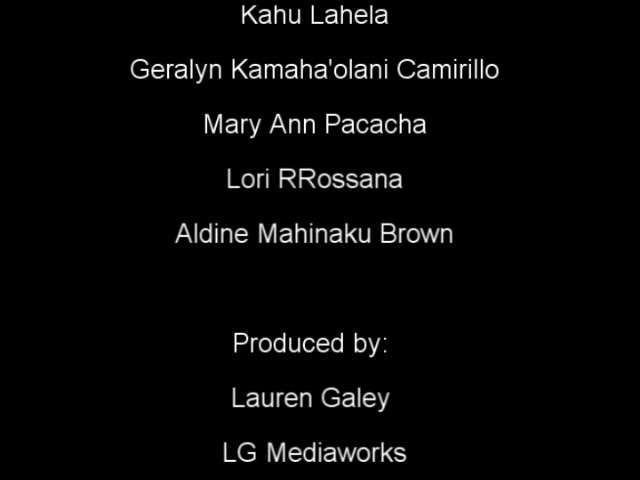 Kahu Lahela
Geralyn Kamaha'olani Camirillo
Mary Ann Pacacha
Lori RRossana
Aldine Mahinaku Brown
Produced by:
Lauren Galey
LG Mediaworks